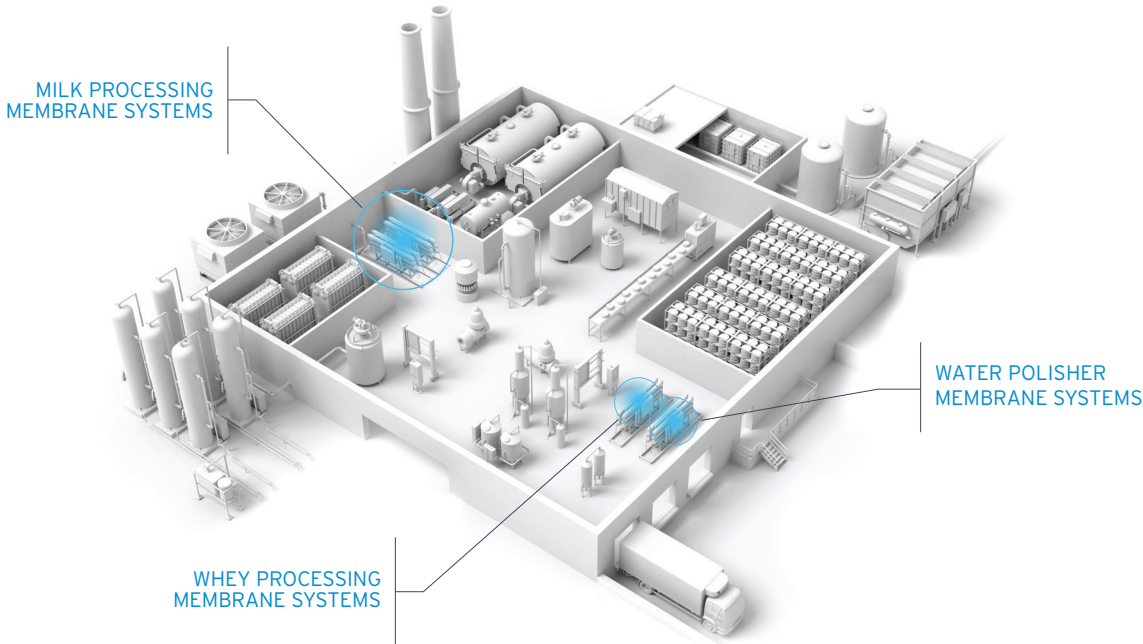 MILK PROCESSING
MEMBRANE SYSTEMS
WATER POLISHER
MEMBRANE SYSTEMS
WHEY PROCESSING
MEMBRANE SYSTEMS